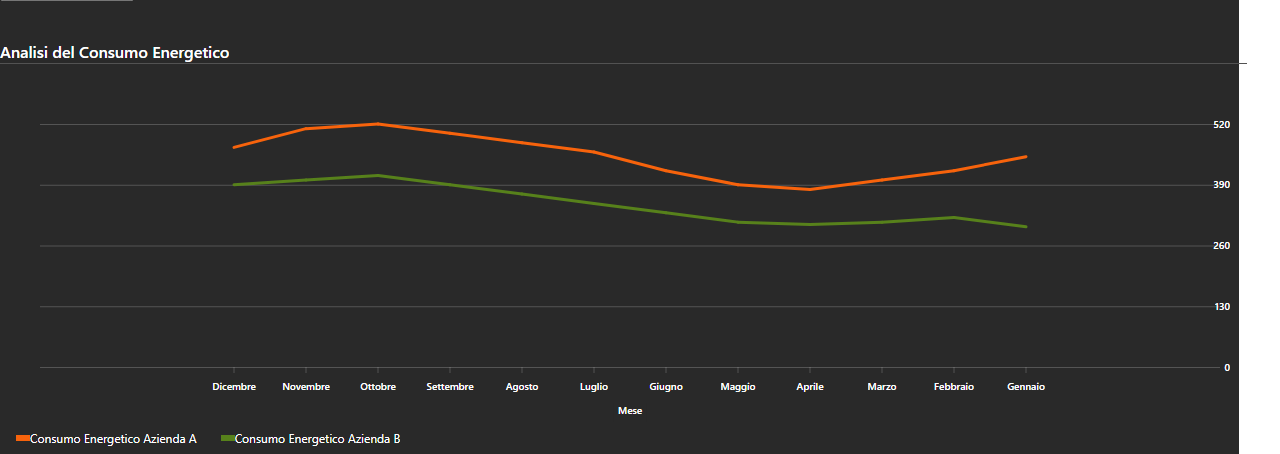 Analisi del Consumo Energetico
520
390
260
130
0
Dicembre Novembre Ottobre Settembre Agosto Luglio Giugno Maggio Aprile Marzo Febbraio Gennaio
Mese
Consumo Energetico Azienda A Consumo Energetico Azienda B